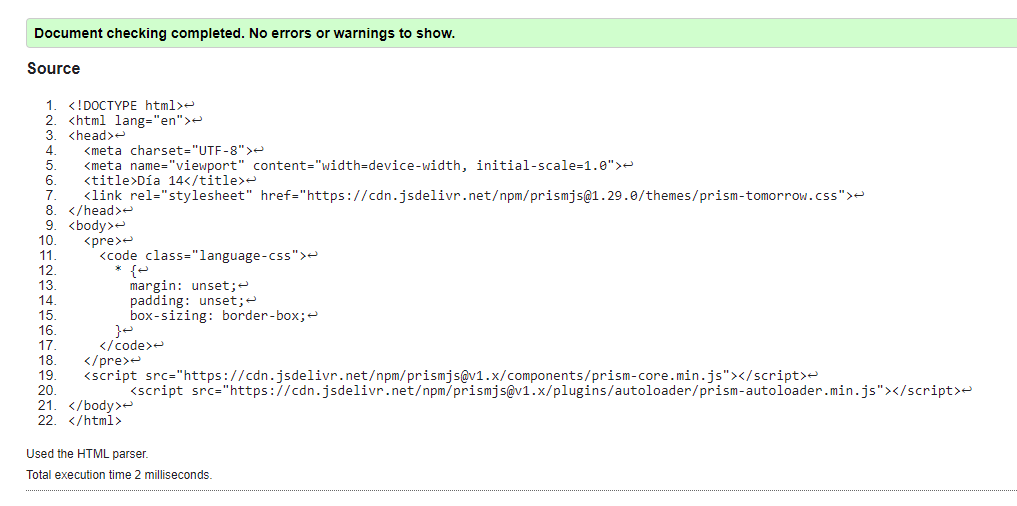 Document checking completed. No errors or warnings to show.
Source
1. <!DOCTYPE html>↩
2. <html lang="en">↩
3. <head>↩
4.   <meta charset="UTF-8">↩
5.   <meta name="viewport" content="width=device-width, initial-scale=1.0">↩
6.   <title>Día 14</title>↩
7.   <link rel="stylesheet" href="https://cdn.jsdelivr.net/npm/prismjs@1.29.0/themes/prism-tomorrow.css">↩
8. </head>↩
9. <body>↩
10.   <pre>↩
11.     <code class="language-css">↩
12.       * {↩
13.         margin: unset;↩
14.         padding: unset;↩
15.         box-sizing: border-box;↩
16.       }↩
17.     </code>↩
18.   </pre>↩
19.   <script src="https://cdn.jsdelivr.net/npm/prismjs@v1.x/components/prism-core.min.js"></script>↩
20.         <script src="https://cdn.jsdelivr.net/npm/prismjs@v1.x/plugins/autoloader/prism-autoloader.min.js"></script>↩
21. </body>↩
22. </html>
Used the HTML parser.
Total execution time 2 milliseconds.